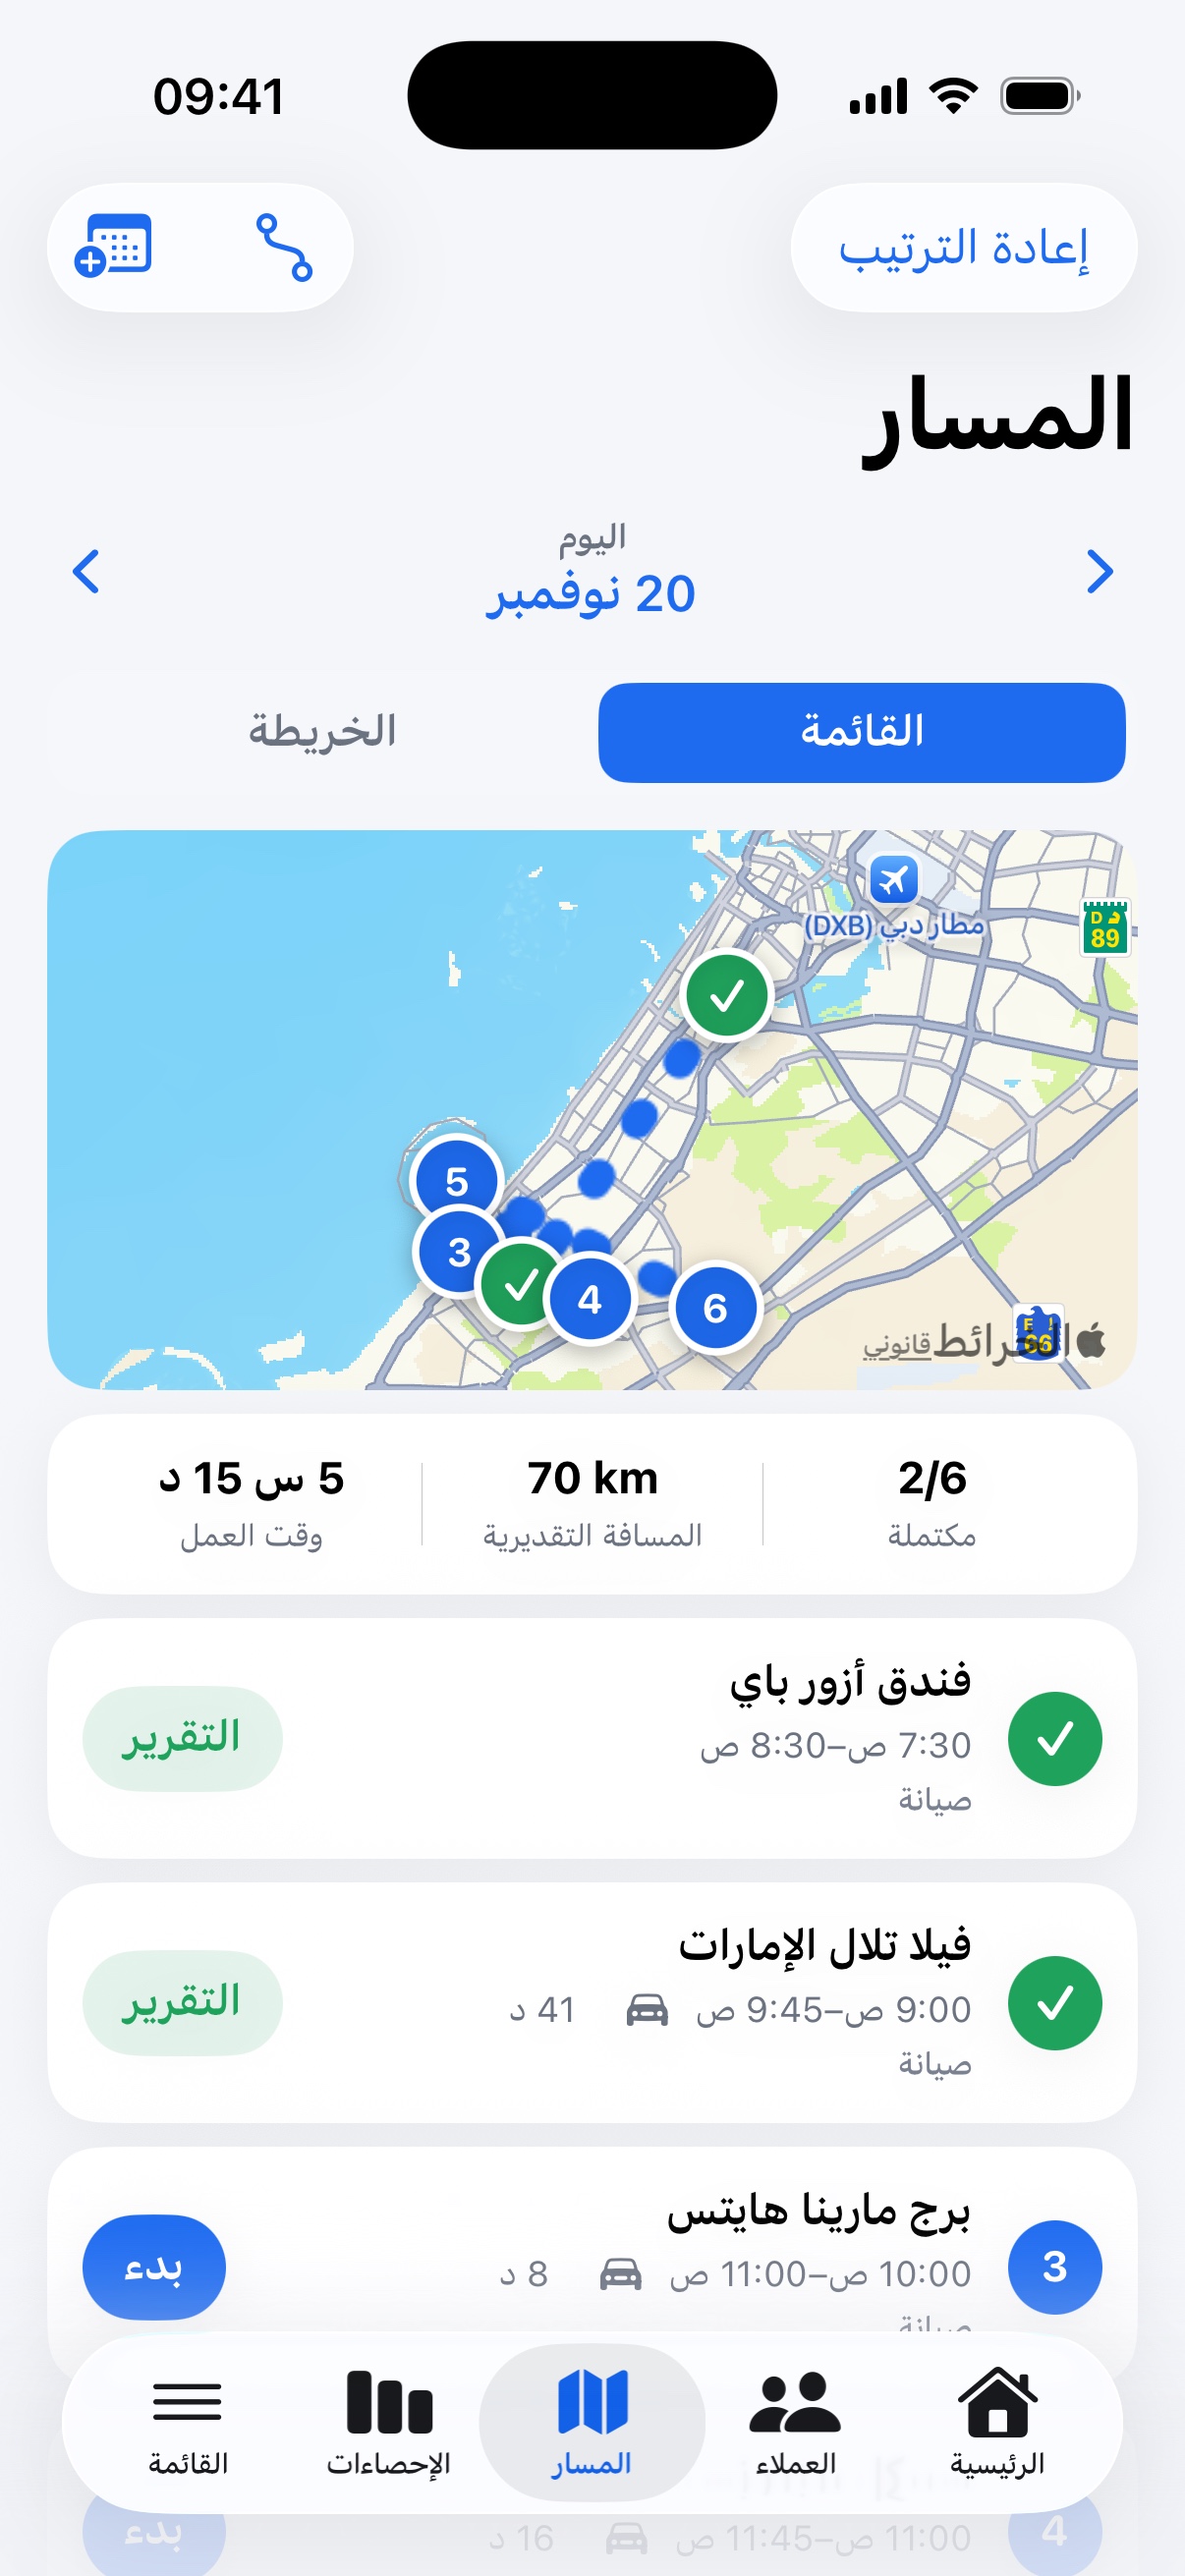 09:41
إعادة الترتيب
المسار
اليوم
20 نوفمبر
القائمة
الخريطة
مطار دبي (DXB)
D د
89
5
3
4
6
E
66
الخرائط
قانوني
2/6
مكتملة
70 km
المسافة التقديرية
5 س 15 د
وقت العمل
فندق أزور باي
7:30 ص–8:30 ص
صيانة
التقرير
فيلا تلال الإمارات
9:00 ص–9:45 ص 41 د
صيانة
التقرير
3
برج مارينا هايتس
10:00 ص–11:00 ص 8 د
صيانة
بدء
الرئيسية
العملاء
المسار
الإحصاءات
القائمة
4
11:00 ص–11:45 ص 16 د
بدء